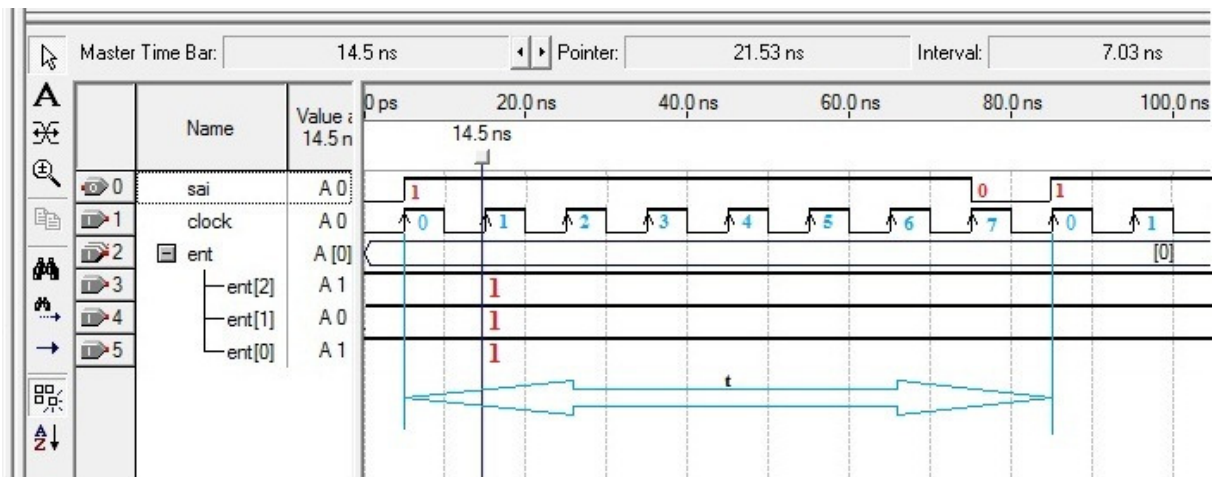 Master Time Bar: 14.5 ns Pointer: 21.53 ns Interval: 7.03 ns
Name
Value a
14.5 n
0 ps 20.0 ns 40.0 ns 60.0 ns 80.0 ns 100.0 ns
14.5 ns
0 sai A 0 1 0 1
1 clock A 0 0 1 2 3 4 5 6 7 0 1
2 ent A [0] [0]
3 ent[2] A 1 1
4 ent[1] A 0 1
5 ent[0] A 1 1
t